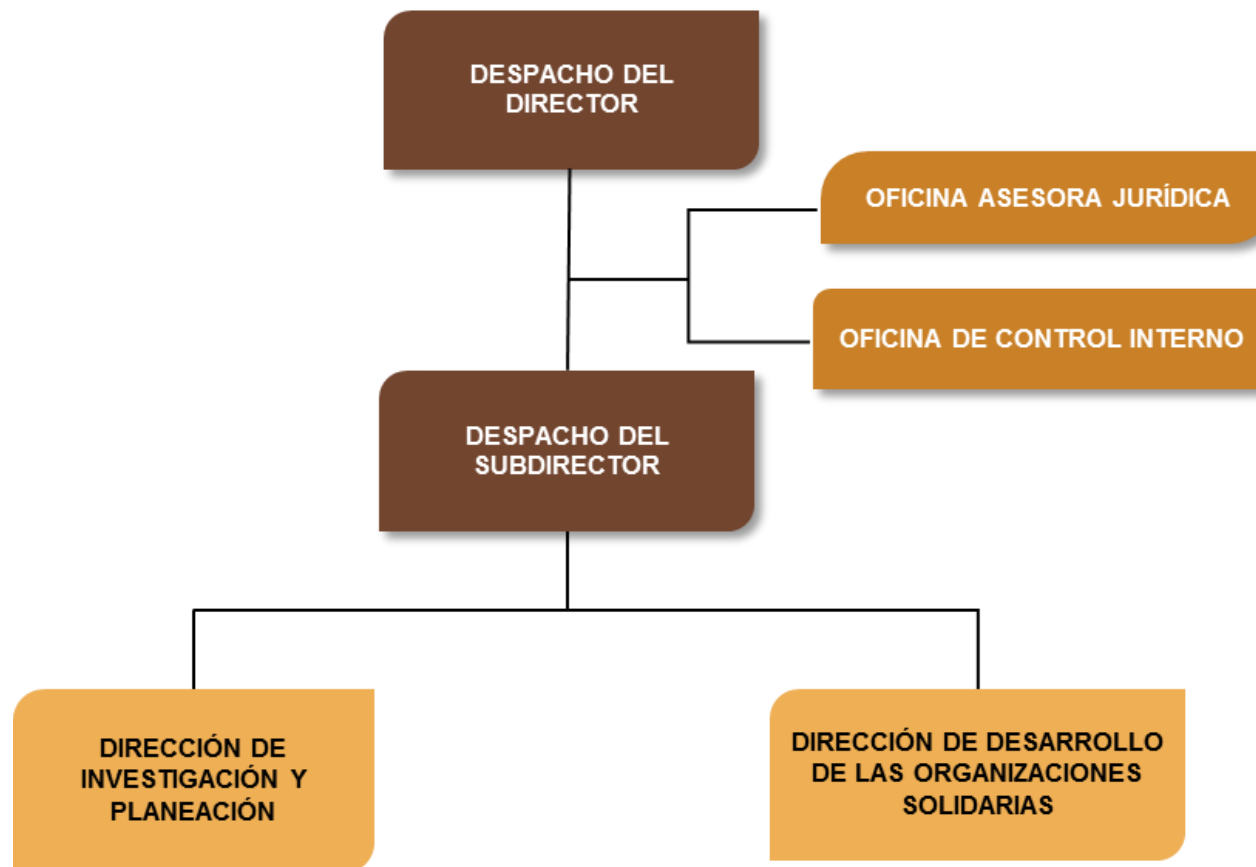 DESPACHO DEL
DIRECTOR
OFICINA ASESORA JURÍDICA
OFICINA DE CONTROL INTERNO
DESPACHO DEL
SUBDIRECTOR
DIRECCIÓN DE
INVESTIGACIÓN Y
PLANEACIÓN
DIRECCIÓN DE DESARROLLO
DE LAS ORGANIZACIONES
SOLIDARIAS